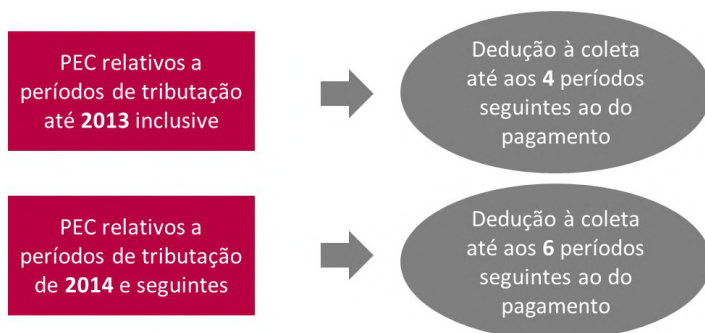 PEC relativos a
períodos de tributação
até 2013 inclusive
Dedução à coleta
até aos 4 períodos
seguintes ao do
pagamento
PEC relativos a
períodos de tributação
de 2014 e seguintes
Dedução à coleta
até aos 6 períodos
seguintes ao do
pagamento